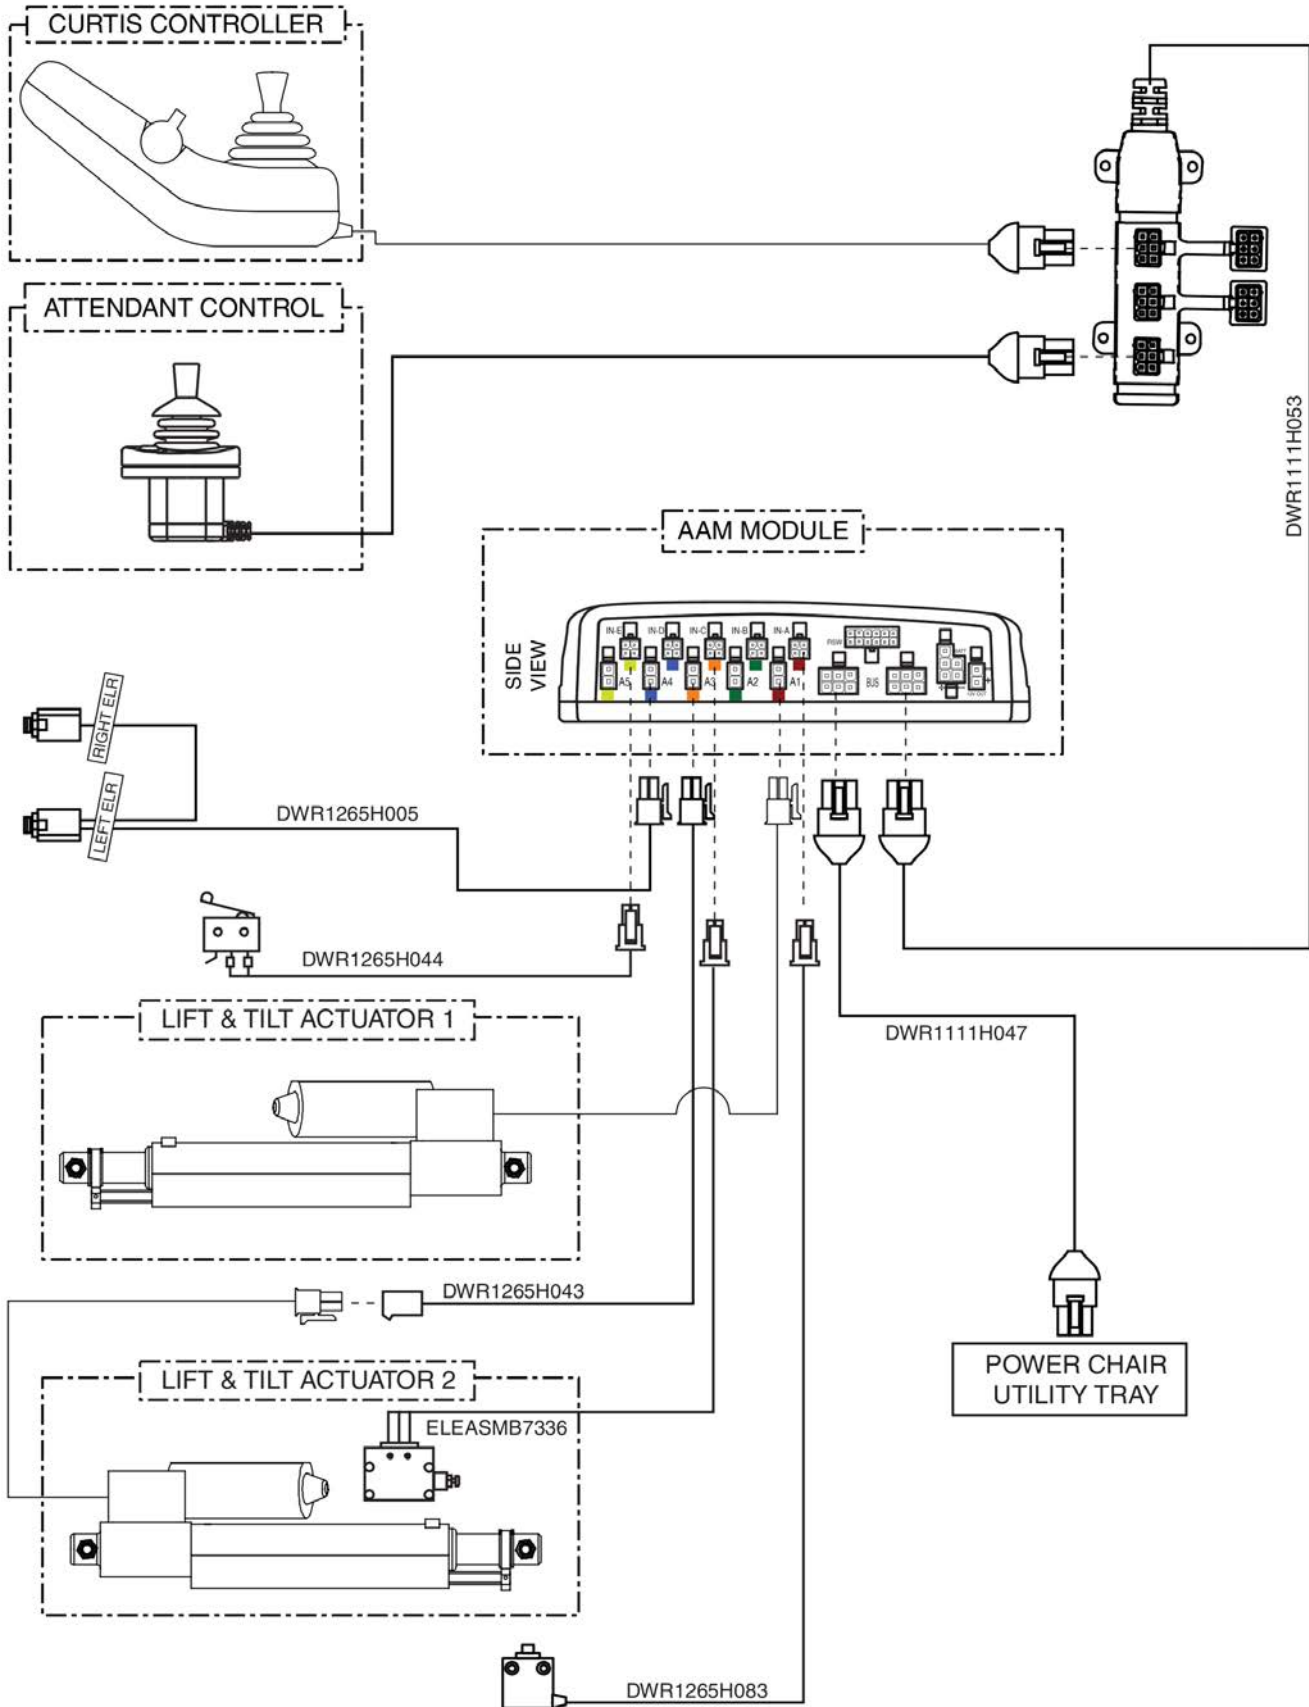 CURTIS CONTROLLER
ATTENDANT CONTROL
DWR1111H053
AAM MODULE
SIDE
VIEW
IN-E
IN-D
IN-C
IN-B
IN-A
A5
A4
A3
A2
A1
BUS
BATT
RIGHT ELR
LEFT ELR
DWR1265H005
DWR1265H044
LIFT & TILT ACTUATOR 1
DWR1111H047
DWR1265H043
POWER CHAIR
UTILITY TRAY
LIFT & TILT ACTUATOR 2
ELEASMB7336
DWR1265H083